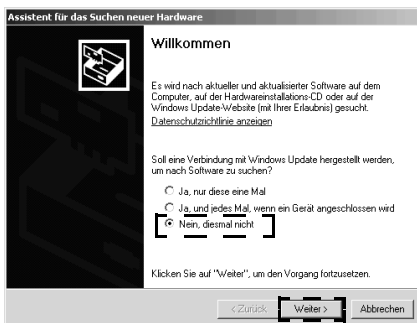 Assistent für das Suchen neuer Hardware
Willkommen
Es wird nach aktueller und aktualisierter Software auf dem
Computer, auf der Hardwareinstallations-CD oder auf der
Windows Update-Website (mit Ihrer Erlaubnis) gesucht.
Datenschutzrichtlinie anzeigen
Soll eine Verbindung mit Windows Update hergestellt werden,
um nach Software zu suchen?
Ja, nur diese eine Mal
Ja, und jedes Mal, wenn ein Gerät angeschlossen wird
Nein, diesmal nicht
Klicken Sie auf "Weiter", um den Vorgang fortzusetzen.
< Zurück Weiter > Abbrechen